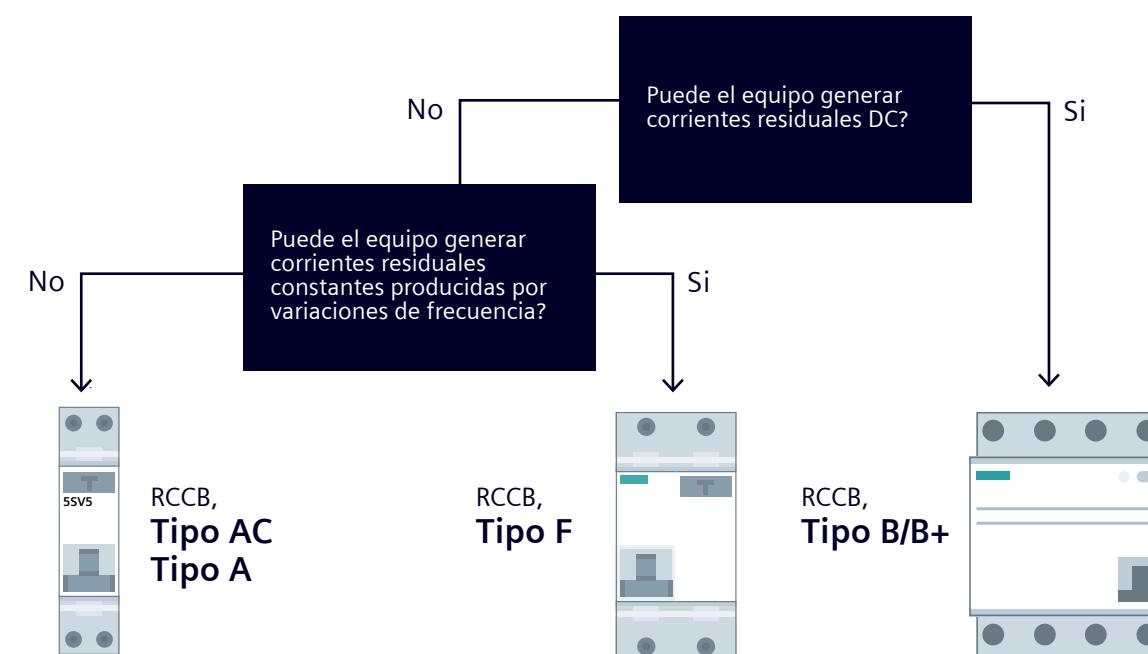 Puede el equipo generar
corrientes residuales DC?
No
Si
Puede el equipo generar
corrientes residuales
constantes producidas por
variaciones de frecuencia?
No
Si
5SV5
RCCB,
Tipo AC
Tipo A
RCCB,
Tipo F
RCCB,
Tipo B/B+